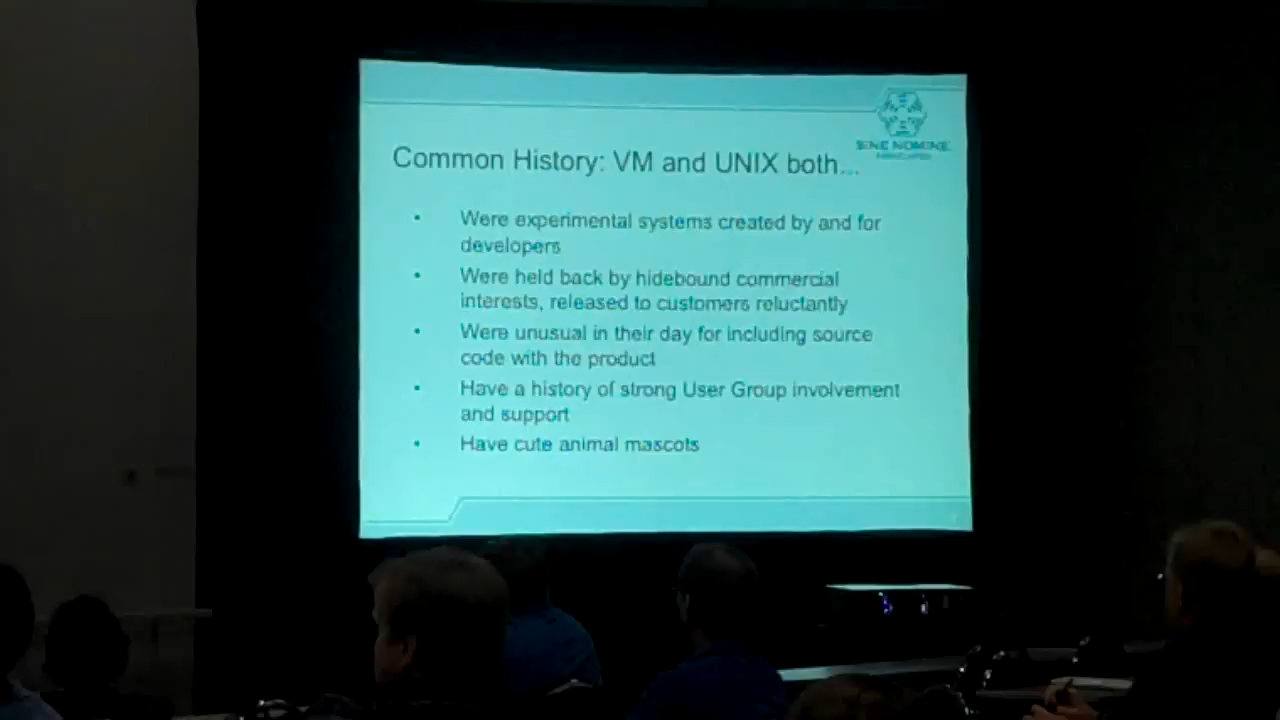 SINE NOMINE
ASSOCIATES
Common History: VM and UNIX both...
• Were experimental systems created by and for
developers
• Were held back by hidebound commercial
interests, released to customers reluctantly
• Were unusual in their day for including source
code with the product
• Have a history of strong User Group involvement
and support
• Have cute animal mascots